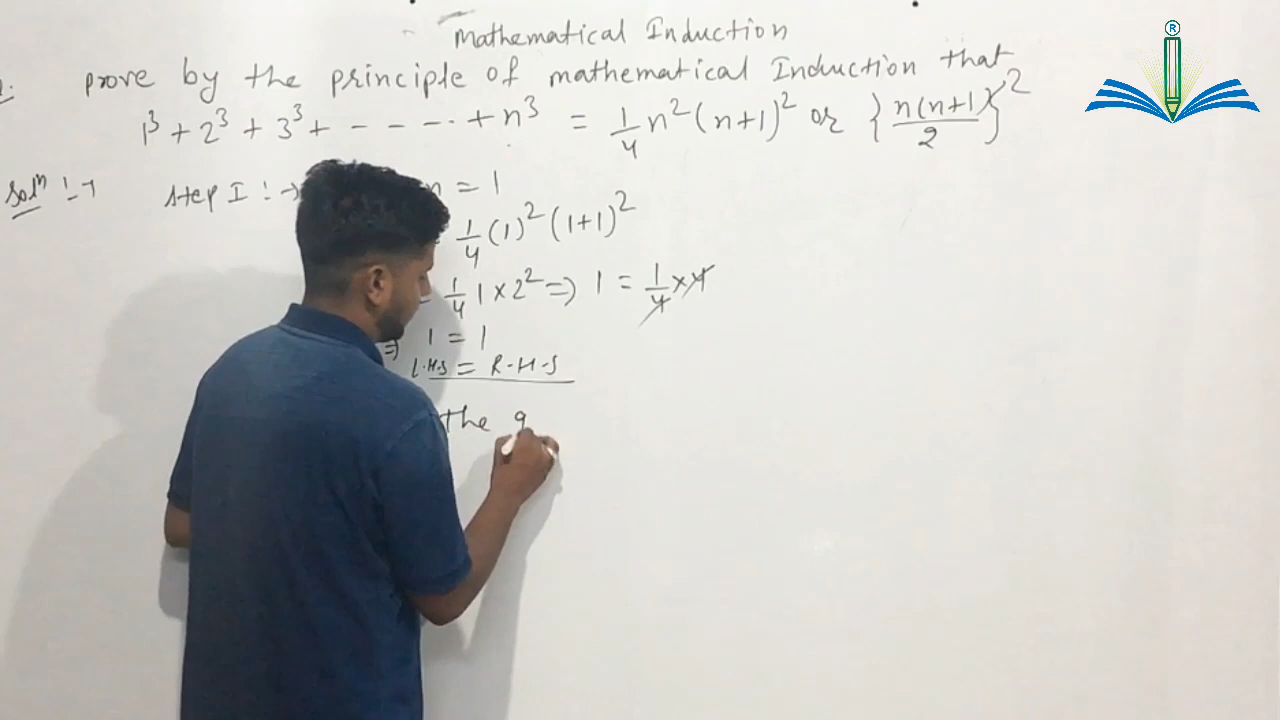 Mathematical Induction
prove by the principle of mathematical Induction that
1³ + 2³ + 3³ + - - - - + n³ = 1/4 n² (n+1)² or {n(n+1)/2}²
Solⁿ :→ Step I :→ n = 1
1/4 (1)² (1+1)²
= 1/4 1 × 2² ⇒ 1 = 1/4 × 4
⇒ 1 = 1
L.H.S = R-H-S
the g
®